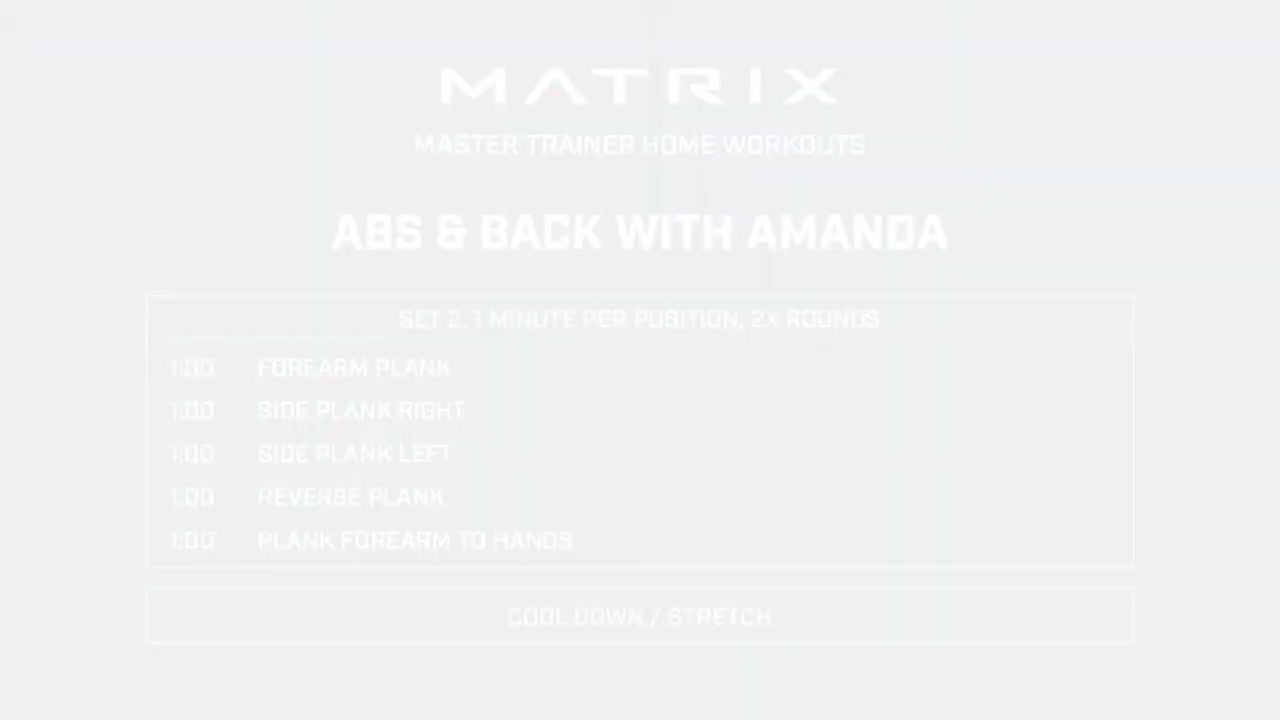 MATRIX
MASTER TRAINER HOME WORKOUTS
ABS & BACK WITH AMANDA
SET 2, 1 MINUTE PER POSITION, 2X ROUNDS
1:00 FOREARM PLANK
1:00 SIDE PLANK RIGHT
1:00 SIDE PLANK LEFT
1:00 REVERSE PLANK
1:00 PLANK FOREARM TO HANDS
COOL DOWN / STRETCH